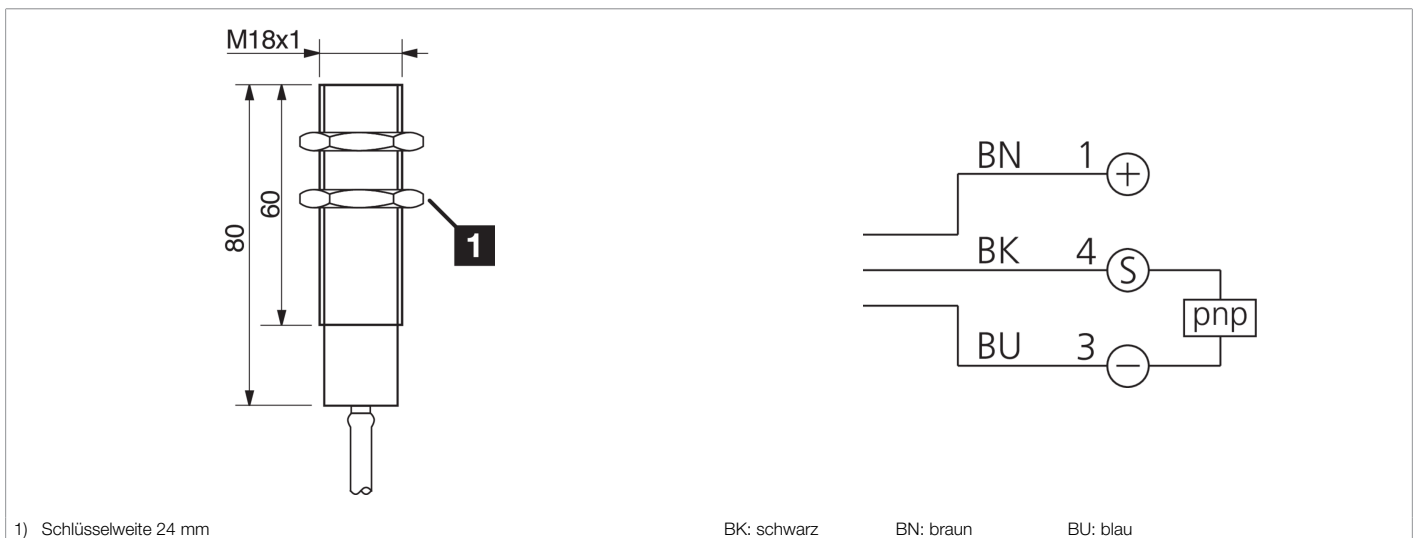 M18x1
80
60
1
BN 1
+
BK 4
S
pnp
BU 3
−
1) Schlüsselweite 24 mm
BK: schwarz BN: braun BU: blau